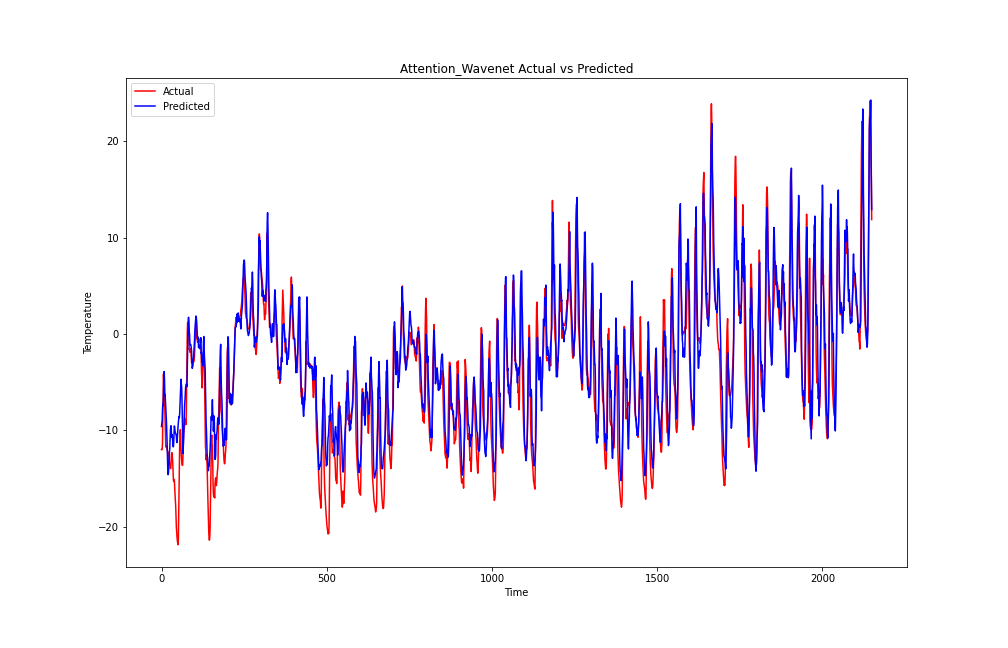 Attention_Wavenet Actual vs Predicted
Actual
Predicted
20
10
0
−10
−20
Temperature
0 500 1000 1500 2000
Time